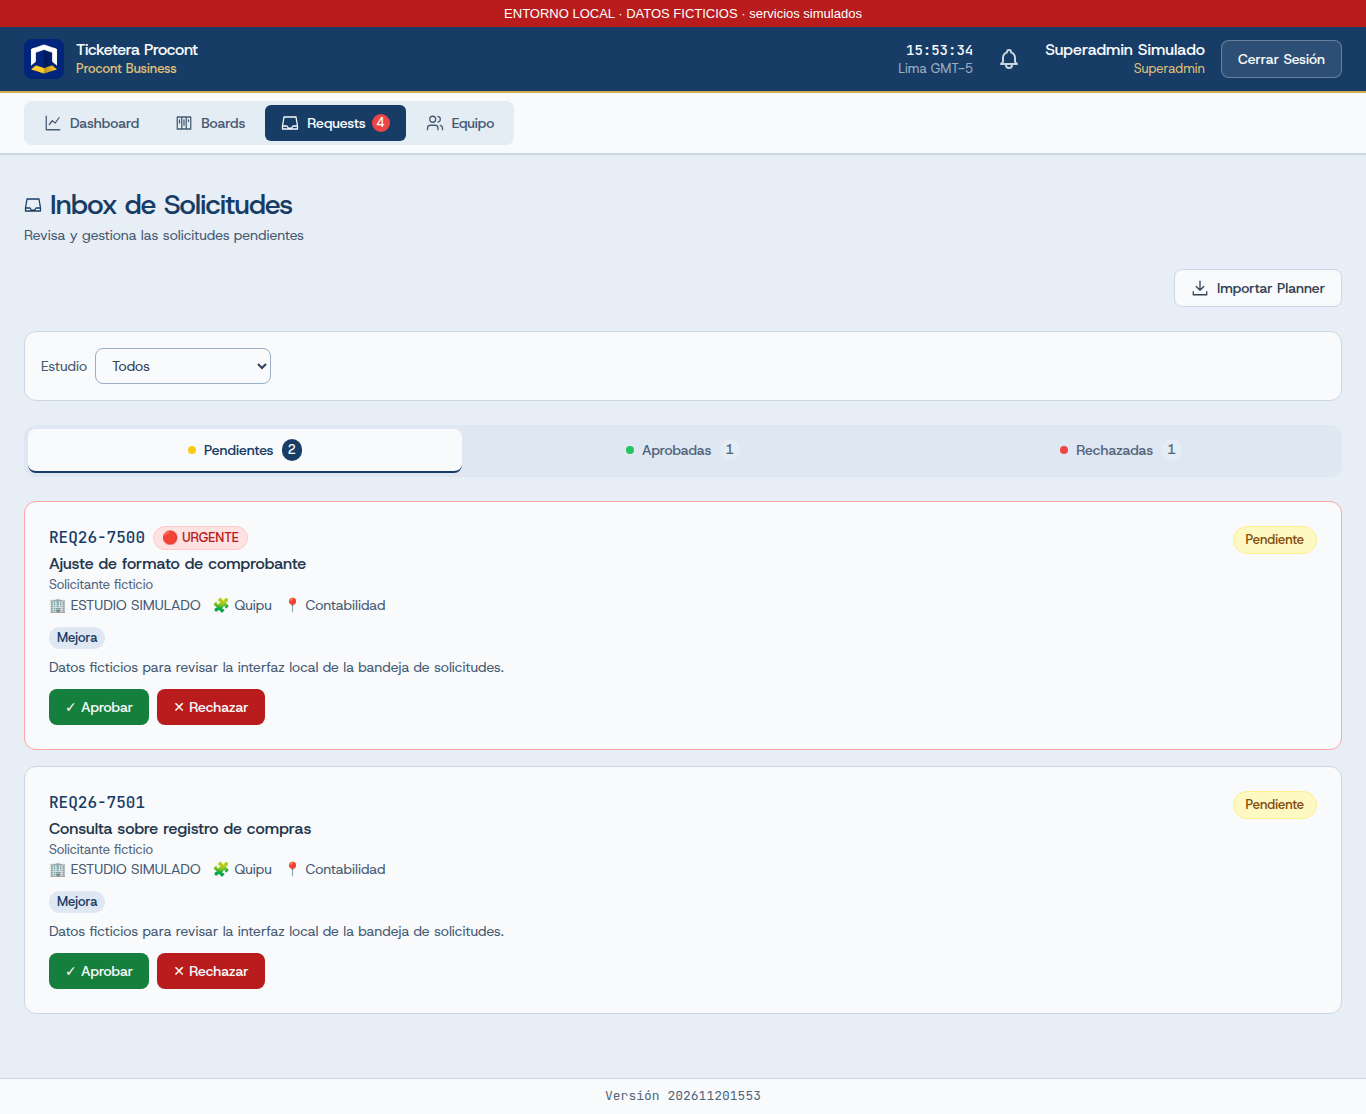 ENTORNO LOCAL · DATOS FICTICIOS · servicios simulados
Ticketera Procont
Procont Business
15:53:34
Lima GMT-5
Superadmin Simulado
Superadmin
Cerrar Sesión
Dashboard
Boards
Requests 4
Equipo
Inbox de Solicitudes
Revisa y gestiona las solicitudes pendientes
Importar Planner
Estudio
Todos
Pendientes 2
Aprobadas 1
Rechazadas 1
REQ26-7500 🔴 URGENTE
Pendiente
Ajuste de formato de comprobante
Solicitante ficticio
🏢 ESTUDIO SIMULADO 🧩 Quipu 📍 Contabilidad
Mejora
Datos ficticios para revisar la interfaz local de la bandeja de solicitudes.
✓ Aprobar
✕ Rechazar
REQ26-7501
Pendiente
Consulta sobre registro de compras
Solicitante ficticio
🏢 ESTUDIO SIMULADO 🧩 Quipu 📍 Contabilidad
Mejora
Datos ficticios para revisar la interfaz local de la bandeja de solicitudes.
✓ Aprobar
✕ Rechazar
Versión 202611201553